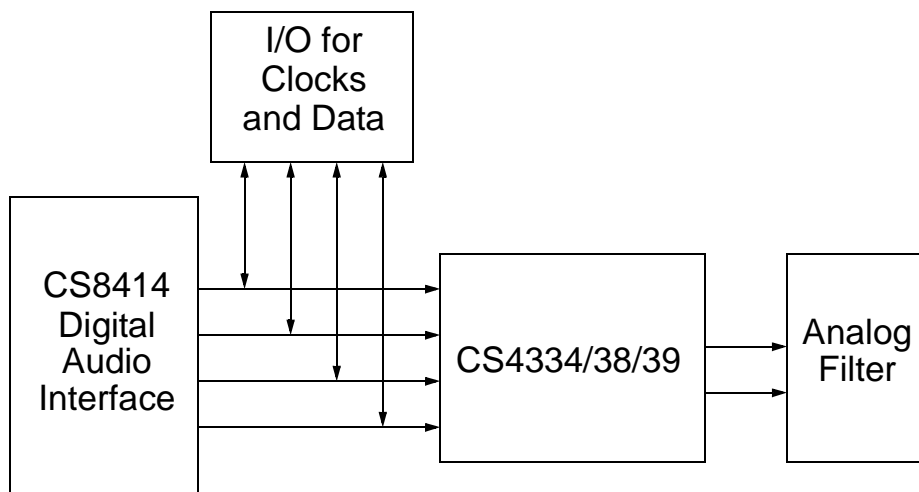 I/O for
Clocks
and Data
CS8414
Digital
Audio
Interface
CS4334/38/39
Analog
Filter